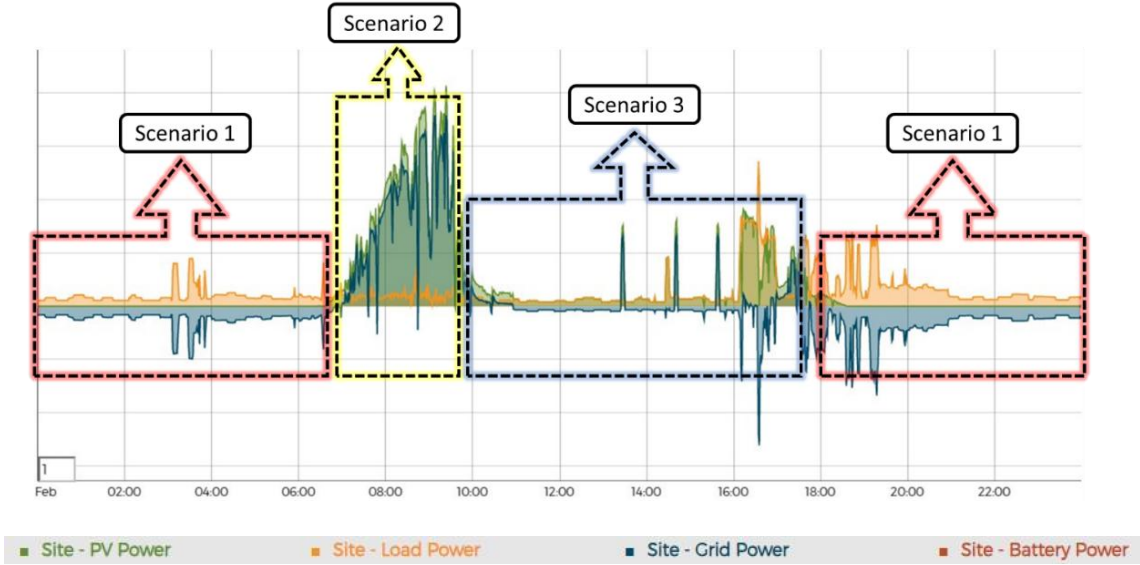 Scenario 2
Scenario 3
Scenario 1
Scenario 1
1
Feb 02:00 04:00 06:00 08:00 10:00 12:00 14:00 16:00 18:00 20:00 22:00
Site - PV Power Site - Load Power Site - Grid Power Site - Battery Power